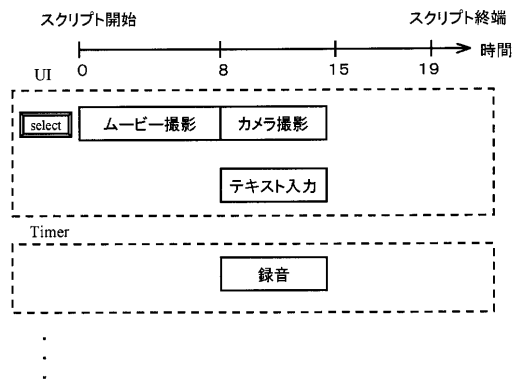 スクリプト開始 スクリプト終端
時間
0 8 15 19
UI
select ムービー撮影 カメラ撮影
テキスト入力
Timer
録音